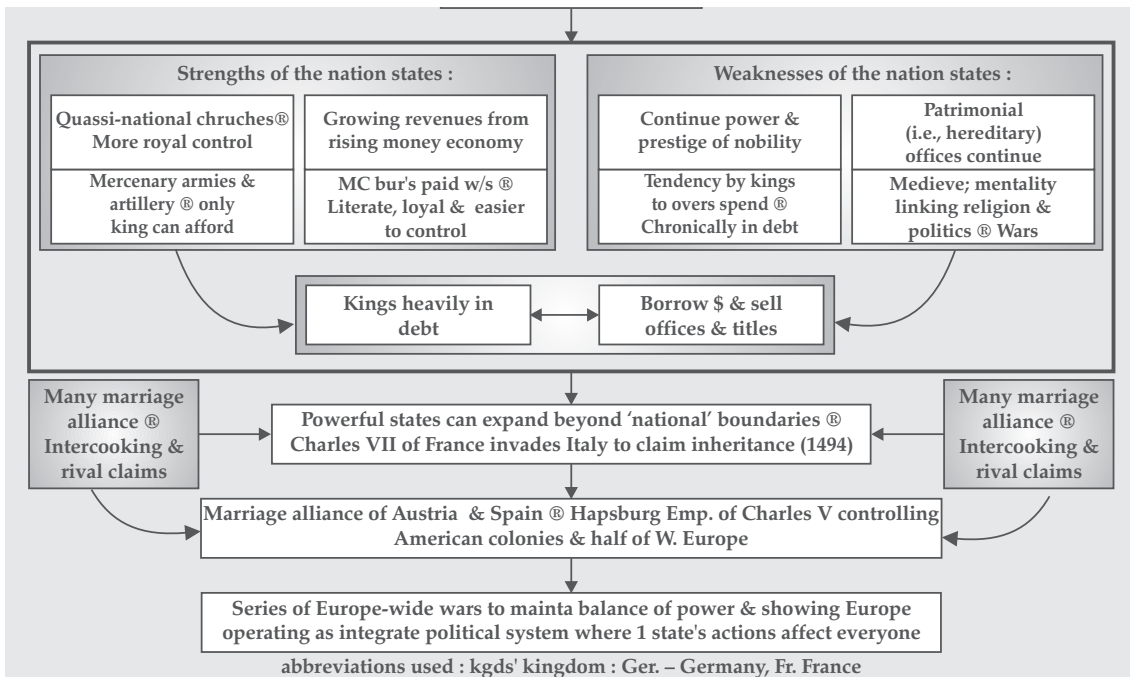 Strengths of the nation states :
Quassi-national chruches®
More royal control
Growing revenues from
rising money economy
Mercenary armies &
artillery ® only
king can afford
MC bur's paid w/s ®
Literate, loyal & easier
to control
Weaknesses of the nation states :
Continue power &
prestige of nobility
Patrimonial
(i.e., hereditary)
offices continue
Tendency by kings
to overs spend ®
Chronically in debt
Medieve; mentality
linking religion &
politics ® Wars
Kings heavily in
debt
Borrow $ & sell
offices & titles
Many marriage
alliance ®
Intercooking &
rival claims
Powerful states can expand beyond ‘national’ boundaries ®
Charles VII of France invades Italy to claim inheritance (1494)
Many marriage
alliance ®
Intercooking &
rival claims
Marriage alliance of Austria & Spain ® Hapsburg Emp. of Charles V controlling
American colonies & half of W. Europe
Series of Europe-wide wars to mainta balance of power & showing Europe
operating as integrate political system where 1 state's actions affect everyone
abbreviations used : kgds' kingdom : Ger. – Germany, Fr. France